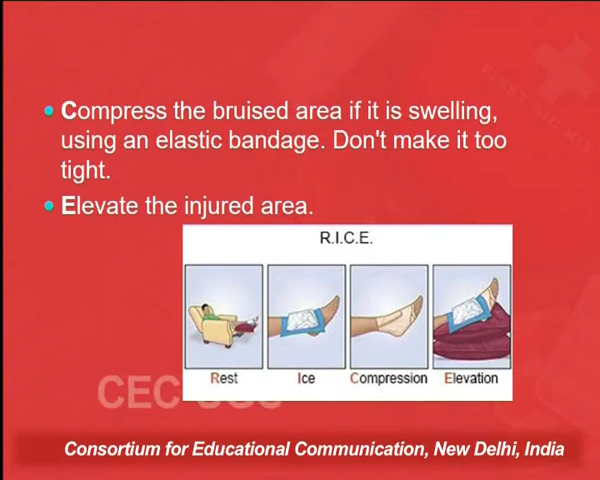 • Compress the bruised area if it is swelling,
using an elastic bandage. Don't make it too
tight.
• Elevate the injured area.
R.I.C.E.
Rest Ice Compression Elevation
CEC
Consortium for Educational Communication, New Delhi, India